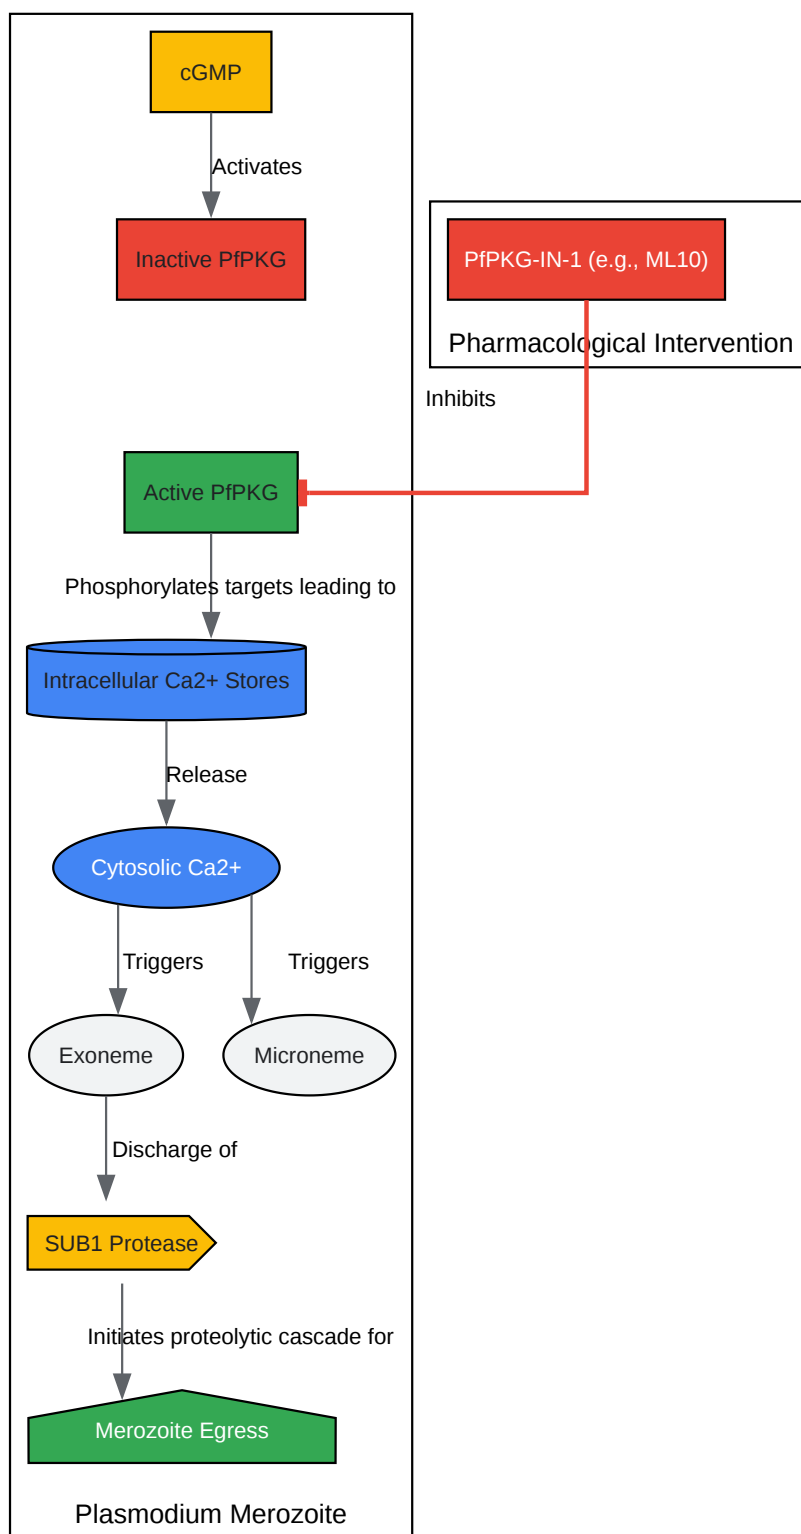 cGMP
Activates
Inactive PfPKG
PfPKG-IN-1 (e.g., ML10)
Pharmacological Intervention
Inhibits
Active PfPKG
Phosphorylates targets leading to
Intracellular Ca2+ Stores
Release
Cytosolic Ca2+
Triggers
Triggers
Exoneme
Microneme
Discharge of
SUB1 Protease
Initiates proteolytic cascade for
Merozoite Egress
Plasmodium Merozoite